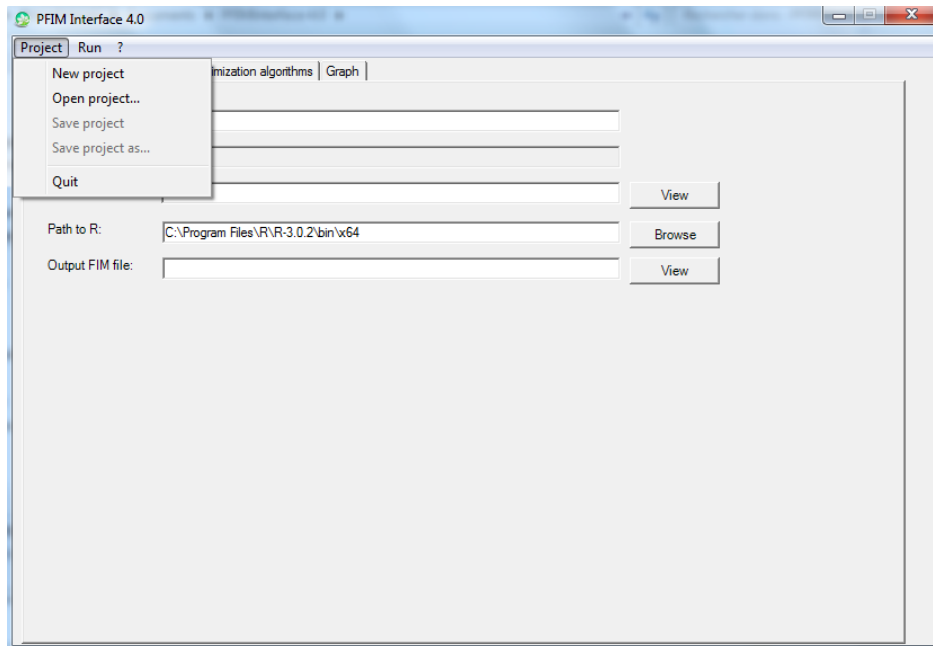 PFIM Interface 4.0
Project Run ?
New project
Open project...
Save project
Save project as...
Quit
algorithms Graph
View
Path to R: C:\Program Files\R\R-3.0.2\bin\x64 Browse
Output FIM file: View